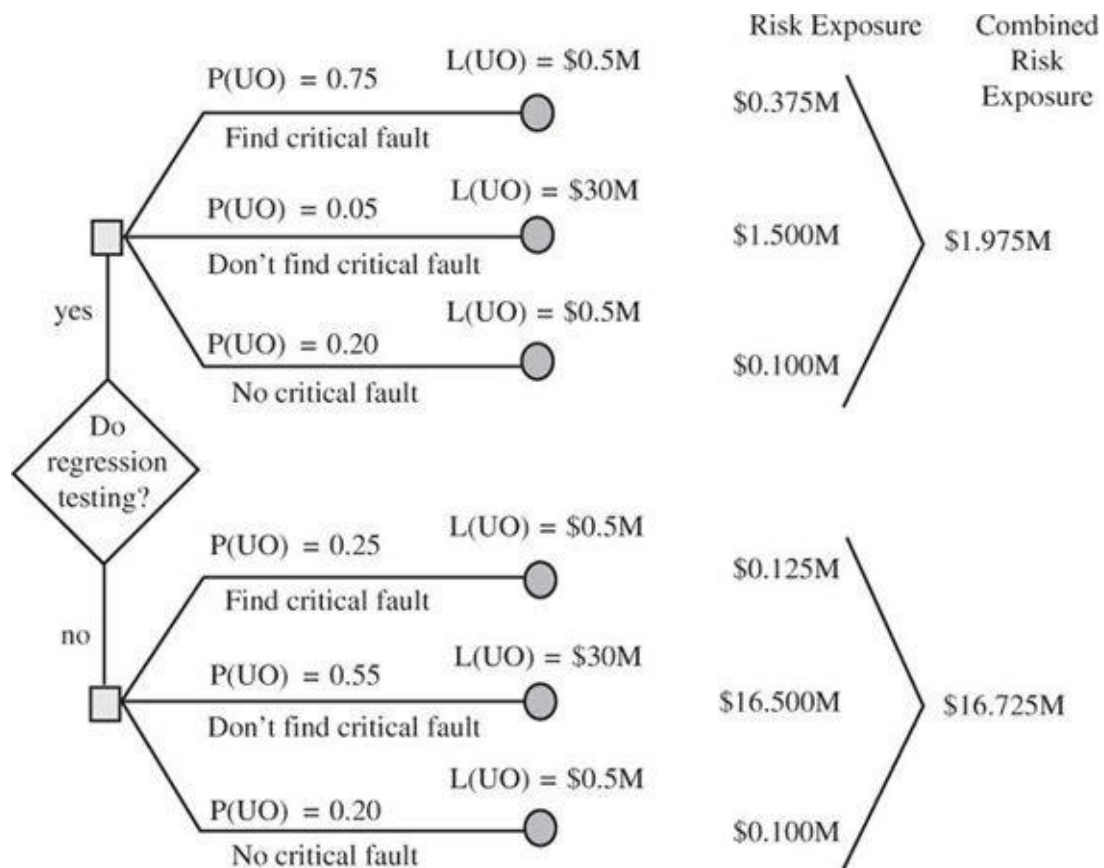 Risk Exposure
Combined
Risk
Exposure
P(UO) = 0.75
L(UO) = $0.5M
$0.375M
Find critical fault
P(UO) = 0.05
L(UO) = $30M
$1.500M
$1.975M
Don't find critical fault
yes
P(UO) = 0.20
L(UO) = $0.5M
$0.100M
No critical fault
Do
regression
testing?
P(UO) = 0.25
L(UO) = $0.5M
$0.125M
Find critical fault
no
P(UO) = 0.55
L(UO) = $30M
$16.500M
$16.725M
Don't find critical fault
P(UO) = 0.20
L(UO) = $0.5M
$0.100M
No critical fault